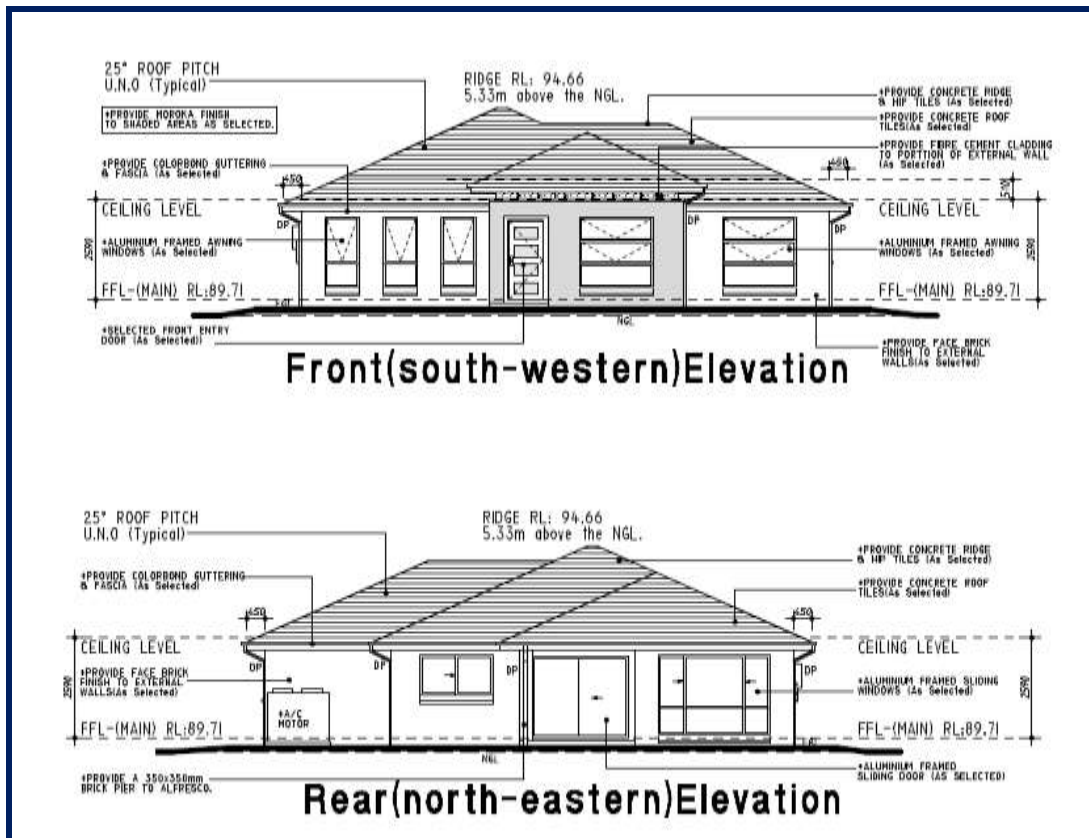 25° ROOF PITCH
U.N.O (Typical)
RIDGE RL: 94.66
5.33m above the NGL.
*PROVIDE MOROKA FINISH
TO SHADED AREAS AS SELECTED.
*PROVIDE CONCRETE RIDGE
& HIP TILES (As Selected)
*PROVIDE CONCRETE ROOF
TILES(As Selected)
*PROVIDE FIBRE CEMENT CLADDING
TO PORTION OF EXTERNAL WALL
(As Selected)
*PROVIDE COLORBOND GUTTERING
& FASCIA (As Selected)
450
450
510
CEILING LEVEL
CEILING LEVEL
DP
DP
DP
2590
2590
*ALUMINIUM FRAMED AWNING
WINDOWS (As Selected)
*ALUMINIUM FRAMED AWNING
WINDOWS (As Selected)
FFL-(MAIN) RL:89.71
FFL-(MAIN) RL:89.71
NGL
*SELECTED FRONT ENTRY
DOOR (As Selected)
*PROVIDE FACE BRICK
FINISH TO EXTERNAL
WALLS(As Selected)
Front(south-western)Elevation
25° ROOF PITCH
U.N.O (Typical)
RIDGE RL: 94.66
5.33m above the NGL.
*PROVIDE CONCRETE RIDGE
& HIP TILES (As Selected)
*PROVIDE COLORBOND GUTTERING
& FASCIA (As Selected)
*PROVIDE CONCRETE ROOF
TILES(As Selected)
450
450
CEILING LEVEL
CEILING LEVEL
DP
DP
DP
DP
2590
2590
*PROVIDE FACE BRICK
FINISH TO EXTERNAL
WALLS(As Selected)
*A/C
MOTOR
*ALUMINIUM FRAMED SLIDING
WINDOWS (As Selected)
FFL-(MAIN) RL:89.71
FFL-(MAIN) RL:89.71
NGL
*PROVIDE A 350x350mm
BRICK PIER TO ALFRESCO.
*ALUMINIUM FRAMED
SLIDING DOOR (AS SELECTED)
Rear(north-eastern)Elevation